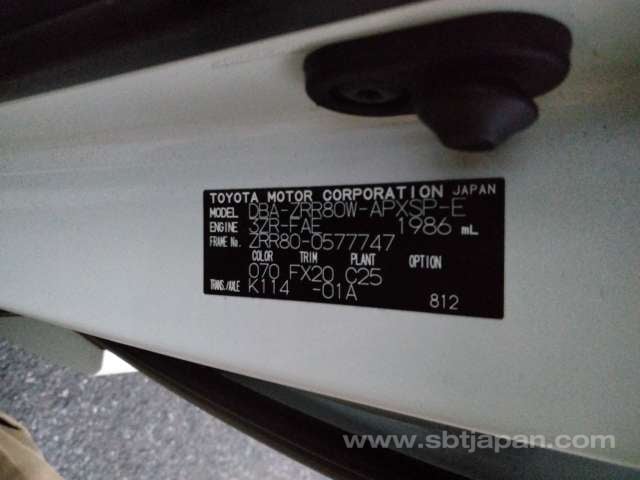 TOYOTA MOTOR CORPORATION JAPAN
MODEL DBA-ZRR80W-APXSP-E
ENGINE 3ZR-FAE 1986 mL
FRAME No. ZRR80-0577747
COLOR TRIM PLANT OPTION
070 FX20 C25
TRANS./AXLE K114 -01A 812
www.sbtjapan.com